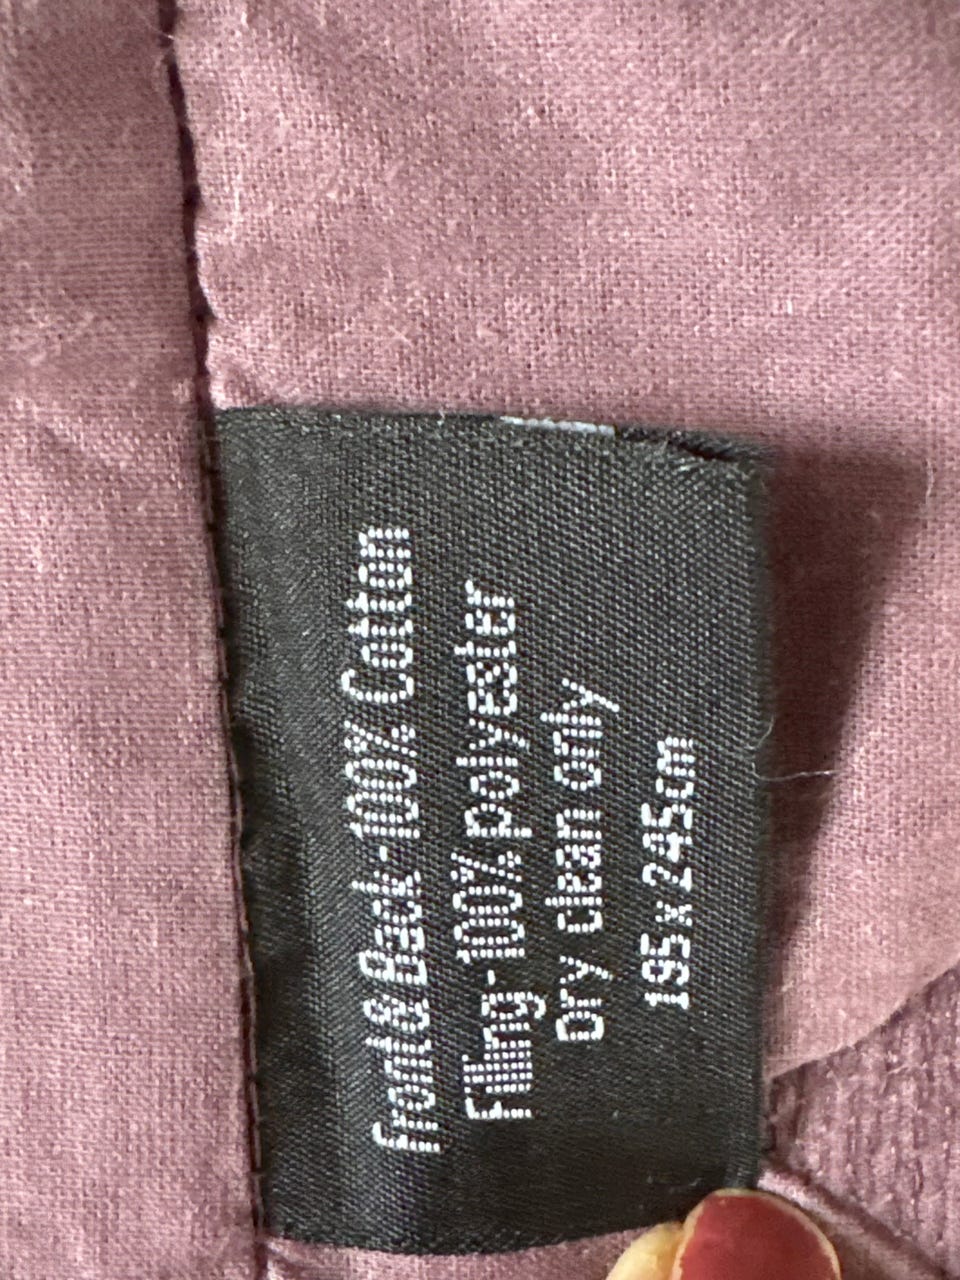 Front & Back-100% Cotton
Filling-100% polyester
Dry clean only
195 x 245cm